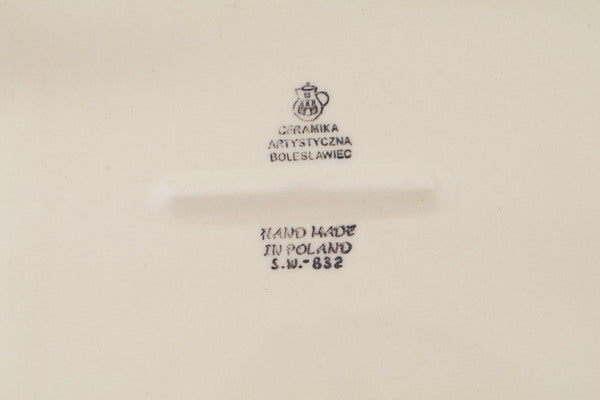 CERAMIKA
ARTYSTYCZNA
BOLESŁAWIEC
HAND MADE
IN POLAND
S.W.-832